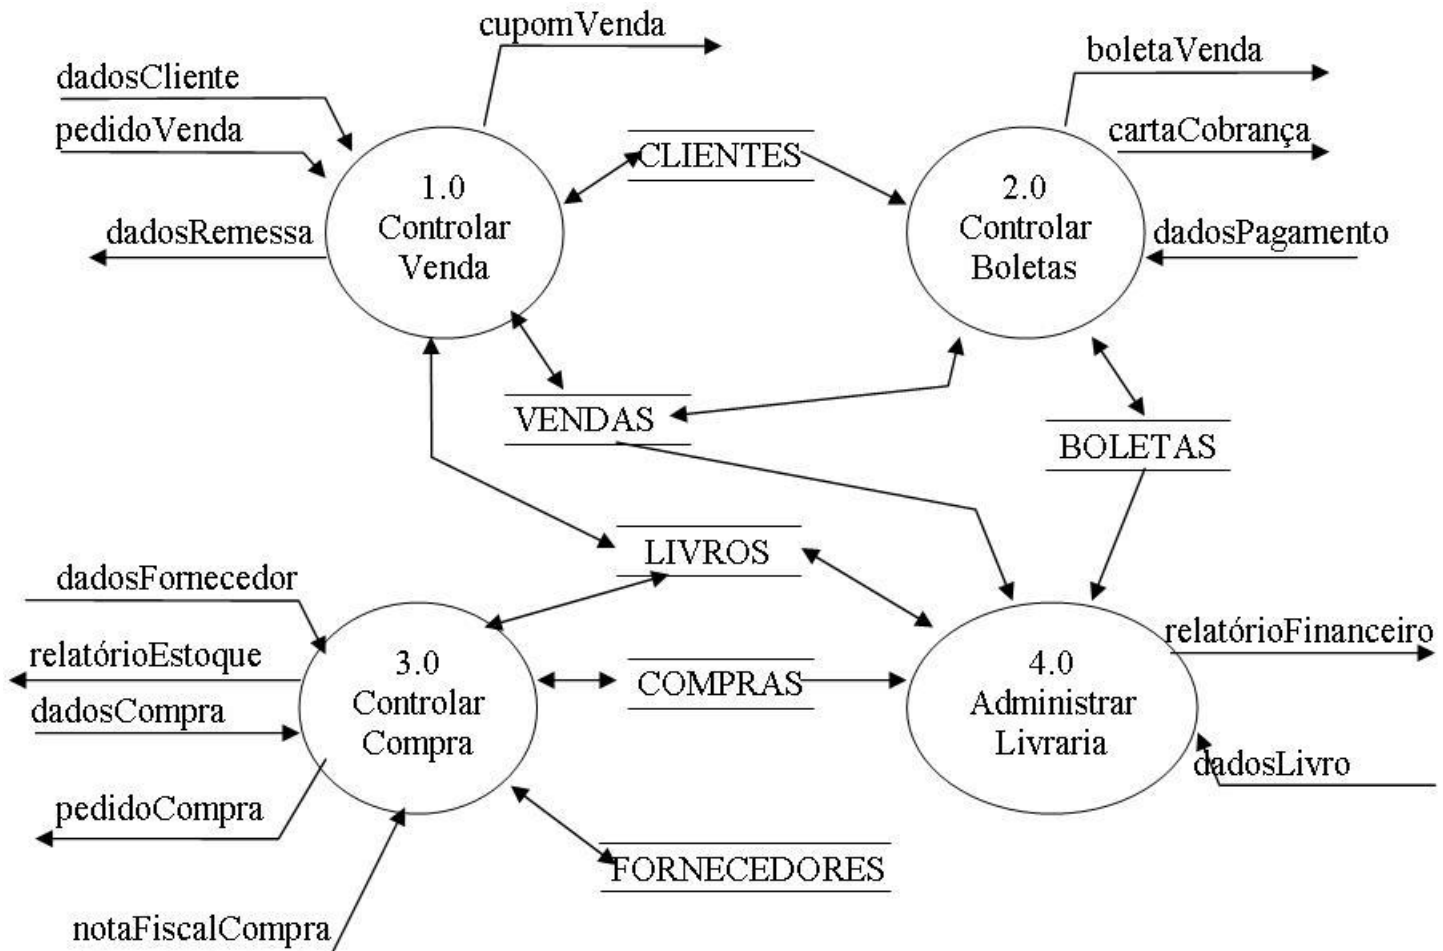 cupomVenda
boletaVenda
dadosCliente
pedidoVenda
cartaCobrança
CLIENTES
1.0
Controlar
Venda
2.0
Controlar
Boletas
dadosRemessa
dadosPagamento
VENDAS
BOLETAS
LIVROS
dadosFornecedor
relatórioEstoque
dadosCompra
3.0
Controlar
Compra
COMPRAS
4.0
Administrar
Livraria
relatórioFinanceiro
dadosLivro
pedidoCompra
FORNECEDORES
notaFiscalCompra